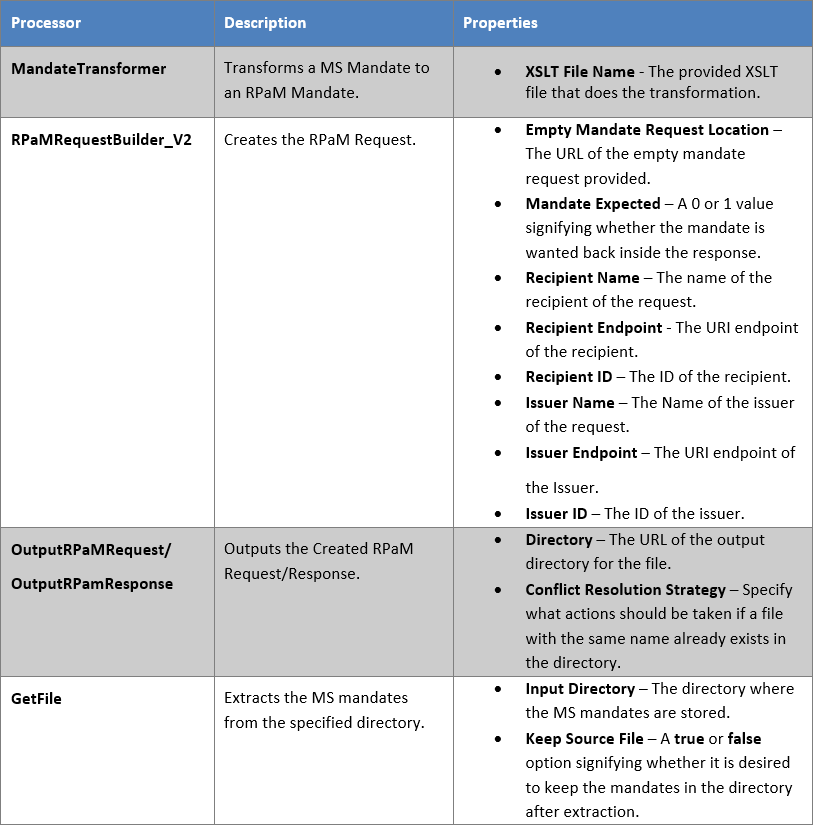 Processor Description Properties
MandateTransformer
Transforms a MS Mandate to
an RPaM Mandate.
• XSLT File Name - The provided XSLT
file that does the transformation.
RPaMRequestBuilder_V2
Creates the RPaM Request.
• Empty Mandate Request Location –
The URL of the empty mandate
request provided.
• Mandate Expected – A 0 or 1 value
signifying whether the mandate is
wanted back inside the response.
• Recipient Name – The name of the
recipient of the request.
• Recipient Endpoint - The URI endpoint
of the recipient.
• Recipient ID – The ID of the recipient.
• Issuer Name – The Name of the issuer
of the request.
• Issuer Endpoint – The URI endpoint of
the Issuer.
• Issuer ID – The ID of the issuer.
OutputRPaMRequest/
OutputRPamResponse
Outputs the Created RPaM
Request/Response.
• Directory – The URL of the output
directory for the file.
• Conflict Resolution Strategy – Specify
what actions should be taken if a file
with the same name already exists in
the directory.
GetFile
Extracts the MS mandates
from the specified directory.
• Input Directory – The directory where
the MS mandates are stored.
• Keep Source File – A true or false
option signifying whether it is desired
to keep the mandates in the directory
after extraction.